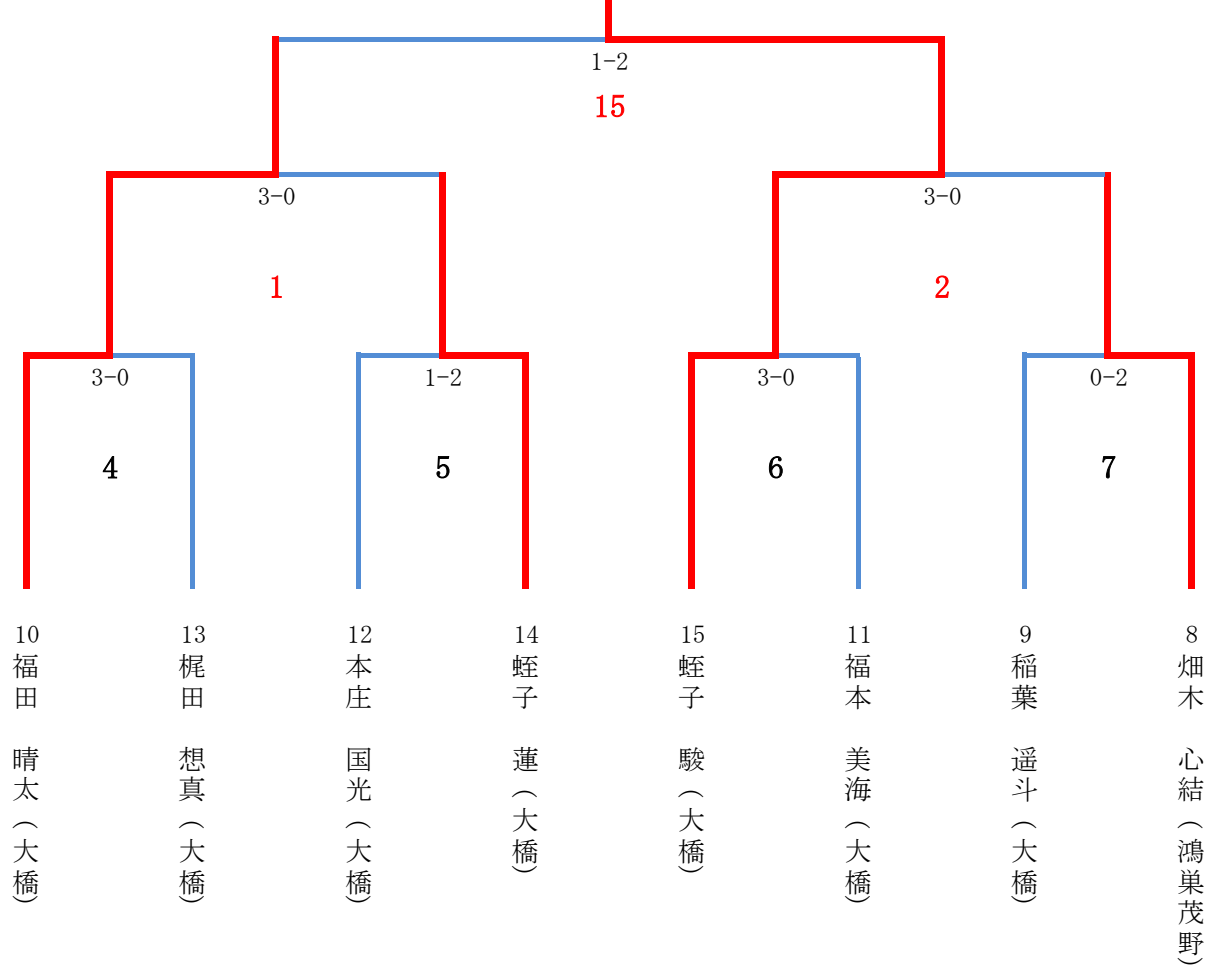 1-2
15
3-0
3-0
1
2
3-0
1-2
3-0
0-2
4
5
6
7
10
福田 晴太(大橋)
13
梶田 想真(大橋)
12
本庄 国光(大橋)
14
蛭子 蓮(大橋)
15
蛭子 駿(大橋)
11
福本 美海(大橋)
9
稲葉 遥斗(大橋)
8
畑木 心結(鴻巣茂野)